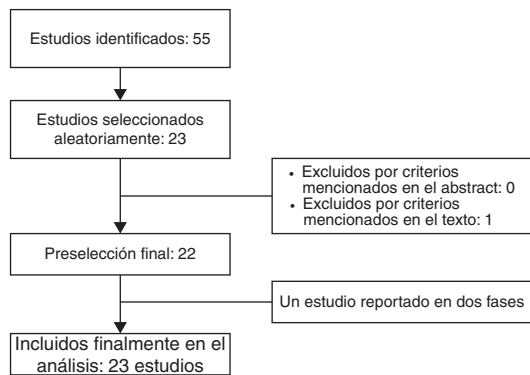 Estudios identificados: 55
Estudios seleccionados
aleatoriamente: 23
• Excluidos por criterios
mencionados en el abstract: 0
• Excluidos por criterios
mencionados en el texto: 1
Preselección final: 22
Un estudio reportado en dos fases
Incluidos finalmente en el
análisis: 23 estudios